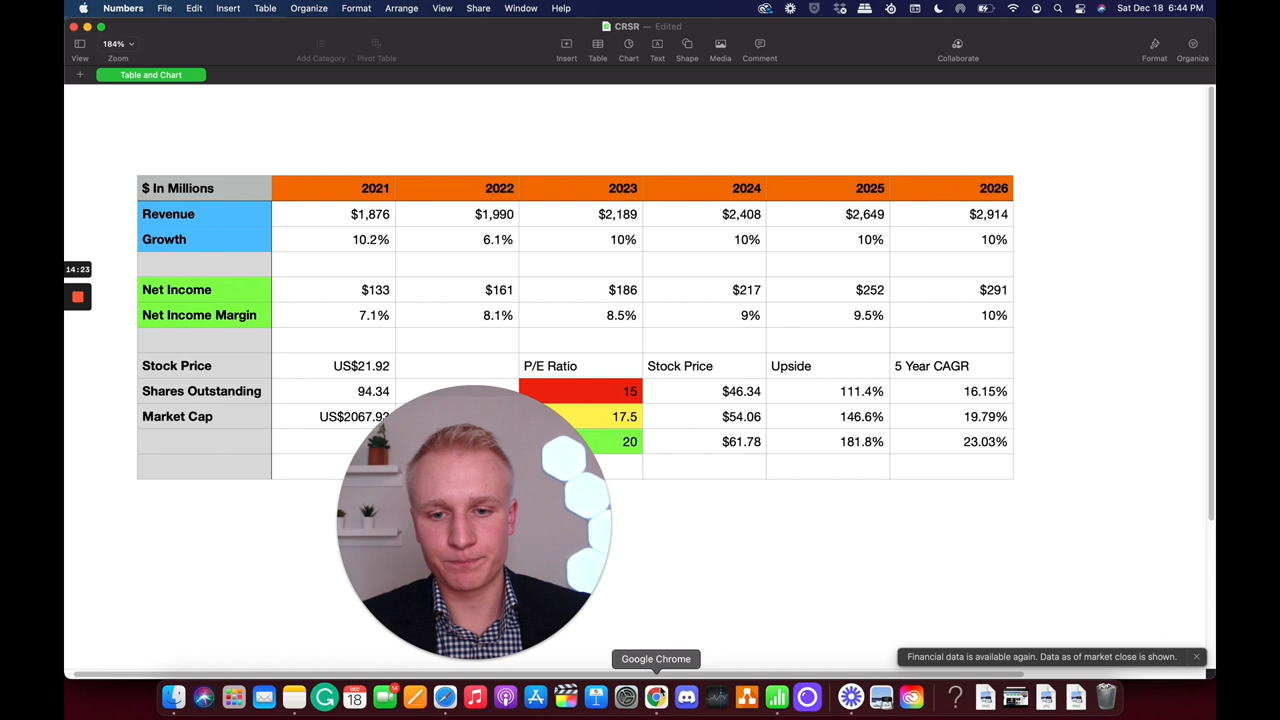 Numbers File Edit Insert Table Organize Format Arrange View Share Window Help Sat Dec 18 6:44 PM
CRSR — Edited
184%
View Zoom Add Category Pivot Table Insert Table Chart Text Shape Media Comment Collaborate Format Organize
+ Table and Chart
$ In Millions 2021 2022 2023 2024 2025 2026
Revenue $1,876 $1,990 $2,189 $2,408 $2,649 $2,914
Growth 10.2% 6.1% 10% 10% 10% 10%
14:23
Net Income $133 $161 $186 $217 $252 $291
Net Income Margin 7.1% 8.1% 8.5% 9% 9.5% 10%
Stock Price US$21.92 P/E Ratio Stock Price Upside 5 Year CAGR
Shares Outstanding 94.34 15 $46.34 111.4% 16.15%
Market Cap US$2067.93 17.5 $54.06 146.6% 19.79%
20 $61.78 181.8% 23.03%
Financial data is available again. Data as of market close is shown.
Google Chrome
DEC
18
14